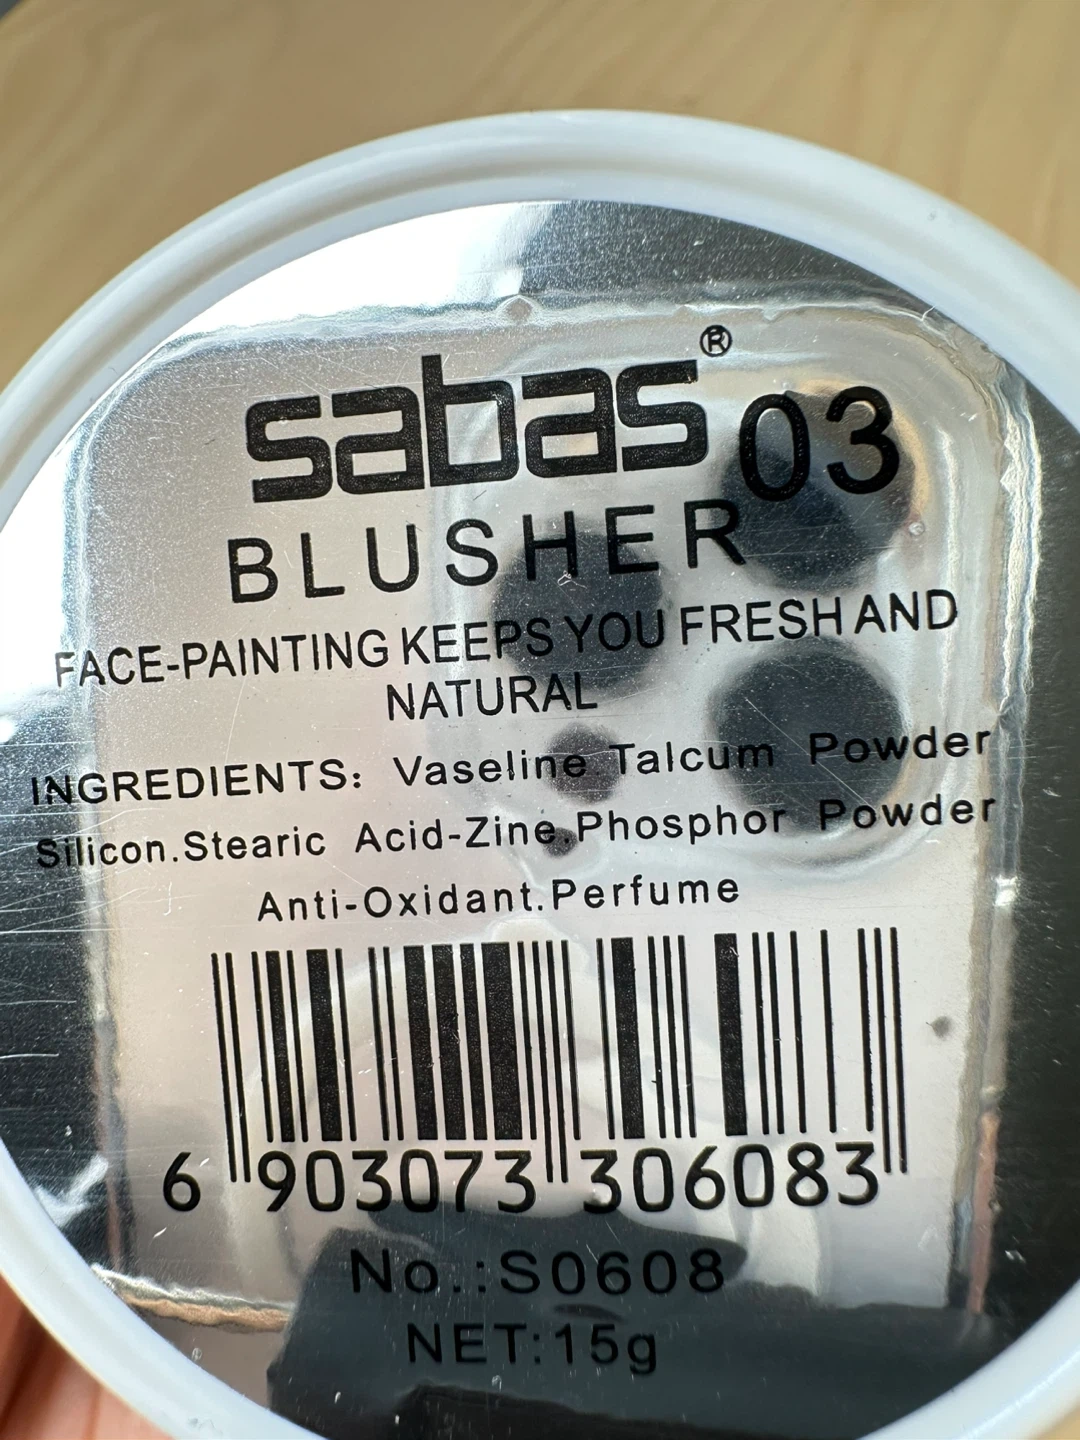 sabas® 03
BLUSHER
FACE-PAINTING KEEPS YOU FRESH AND
NATURAL
INGREDIENTS: Vaseline.Talcum Powder
Silicon.Stearic Acid-Zine.Phosphor Powder
Anti-Oxidant.Perfume
6 903073 306083
No.:S0608
NET:15g